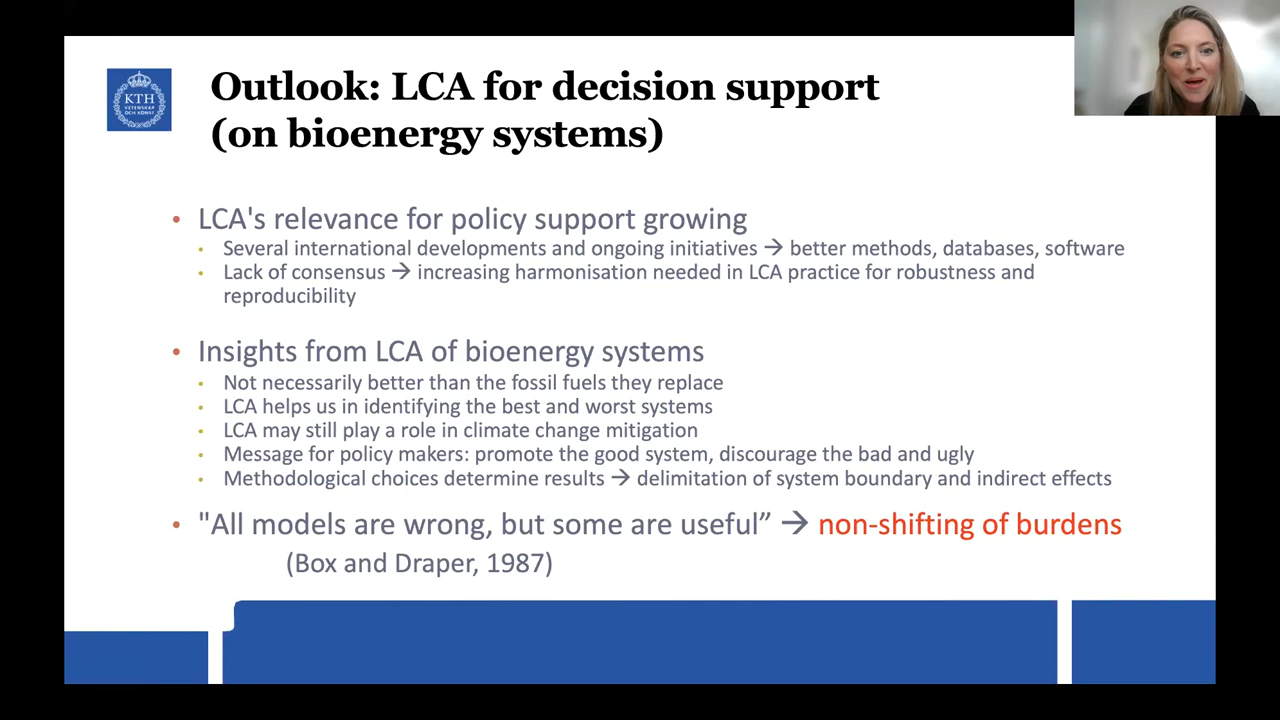 KTH
VETENSKAP
OCH KONST
Outlook: LCA for decision support
(on bioenergy systems)
• LCA's relevance for policy support growing
• Several international developments and ongoing initiatives → better methods, databases, software
• Lack of consensus → increasing harmonisation needed in LCA practice for robustness and
reproducibility
• Insights from LCA of bioenergy systems
• Not necessarily better than the fossil fuels they replace
• LCA helps us in identifying the best and worst systems
• LCA may still play a role in climate change mitigation
• Message for policy makers: promote the good system, discourage the bad and ugly
• Methodological choices determine results → delimitation of system boundary and indirect effects
• "All models are wrong, but some are useful” → non-shifting of burdens
(Box and Draper, 1987)